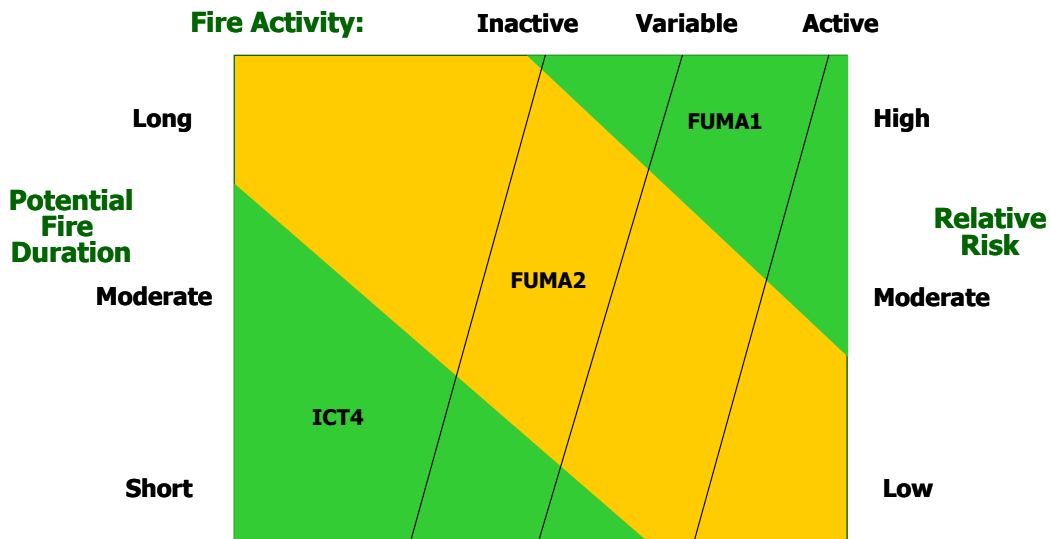 Fire Activity: Inactive Variable Active
Long
FUMA1
High
Potential
Fire
Duration
Relative
Risk
FUMA2
Moderate
Moderate
ICT4
Short
Low